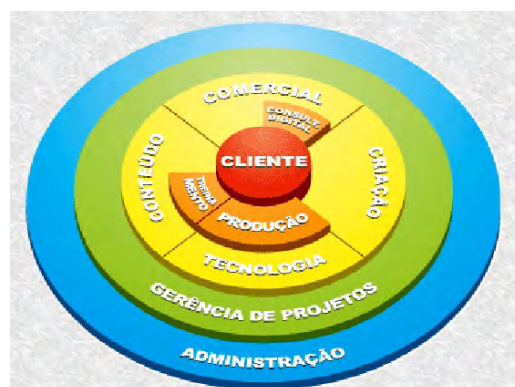 COMERCIAL
CONSULT.
DIGITAL
CLIENTE
CONTEÚDO
CRIAÇÃO
TREINA
MENTO
PRODUÇÃO
TECNOLOGIA
GERÊNCIA DE PROJETOS
ADMINISTRAÇÃO